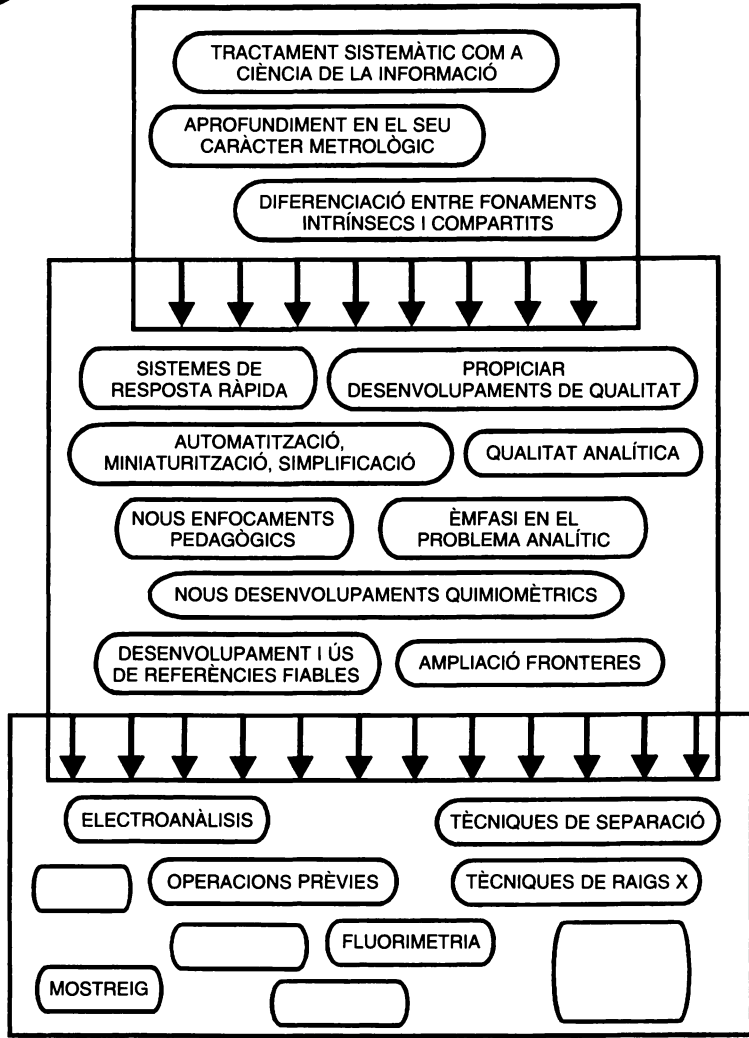 TRACTAMENT SISTEMÀTIC COM A
CIÈNCIA DE LA INFORMACIÓ
APROFUNDIMENT EN EL SEU
CARÀCTER METROLÒGIC
DIFERENCIACIÓ ENTRE FONAMENTS
INTRÍNSECS I COMPARTITS
SISTEMES DE
RESPOSTA RÀPIDA
PROPICIAR
DESENVOLUPAMENTS DE QUALITAT
AUTOMATITZACIÓ,
MINIATURITZACIÓ, SIMPLIFICACIÓ
QUALITAT ANALÍTICA
NOUS ENFOCAMENTS
PEDAGÒGICS
ÈMFASI EN EL
PROBLEMA ANALÍTIC
NOUS DESENVOLUPAMENTS QUIMIOMÈTRICS
DESENVOLUPAMENT I ÚS
DE REFERÈNCIES FIABLES
AMPLIACIÓ FRONTERES
ELECTROANÀLISIS
TÈCNIQUES DE SEPARACIÓ
OPERACIONS PRÈVIES
TÈCNIQUES DE RAIGS X
FLUORIMETRIA
MOSTREIG